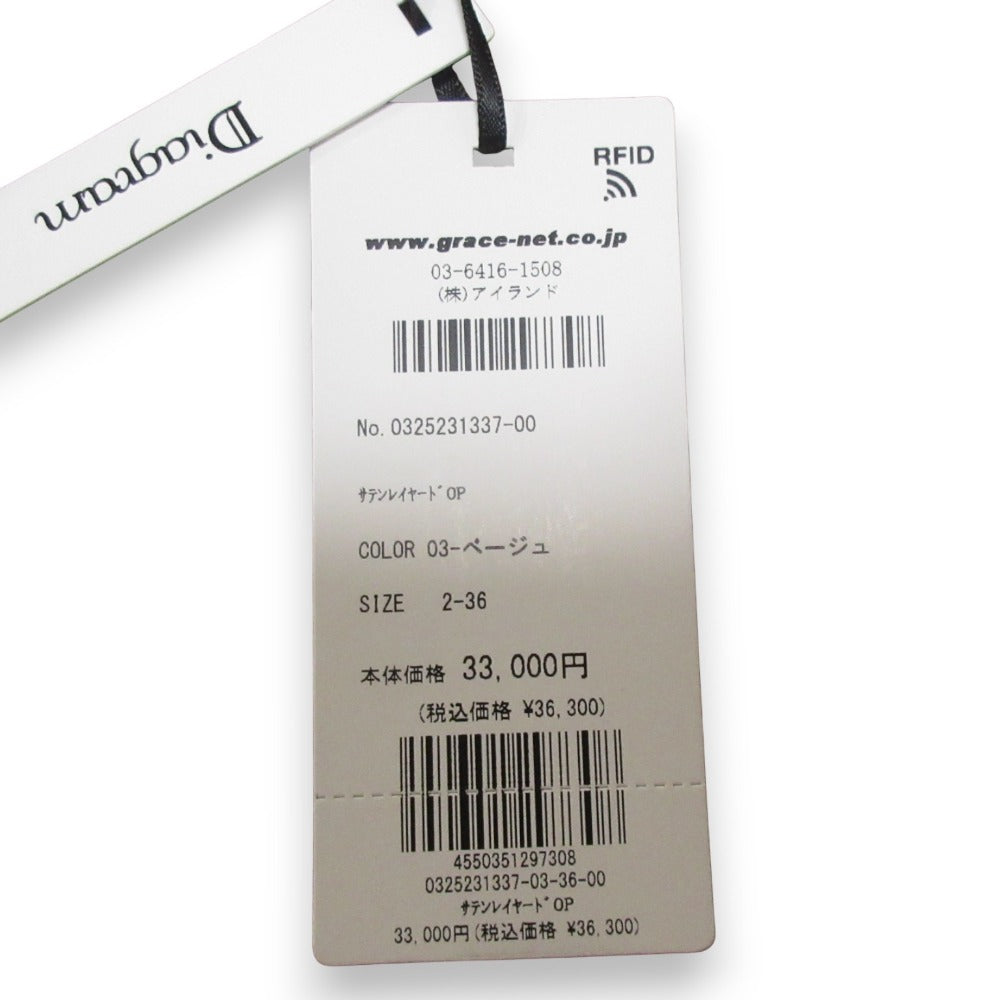 Diagram
RFID
www.grace-net.co.jp
03-6416-1508
(株)アイランド
No. 0325231337-00
ｻﾃﾝﾚｲﾔｰﾄﾞOP
COLOR 03-ベージュ
SIZE 2-36
本体価格 33,000円
(税込価格 ¥36,300)
4550351297308
0325231337-03-36-00
ｻﾃﾝﾚｲﾔｰﾄﾞOP
33,000円(税込価格 ¥36,300)